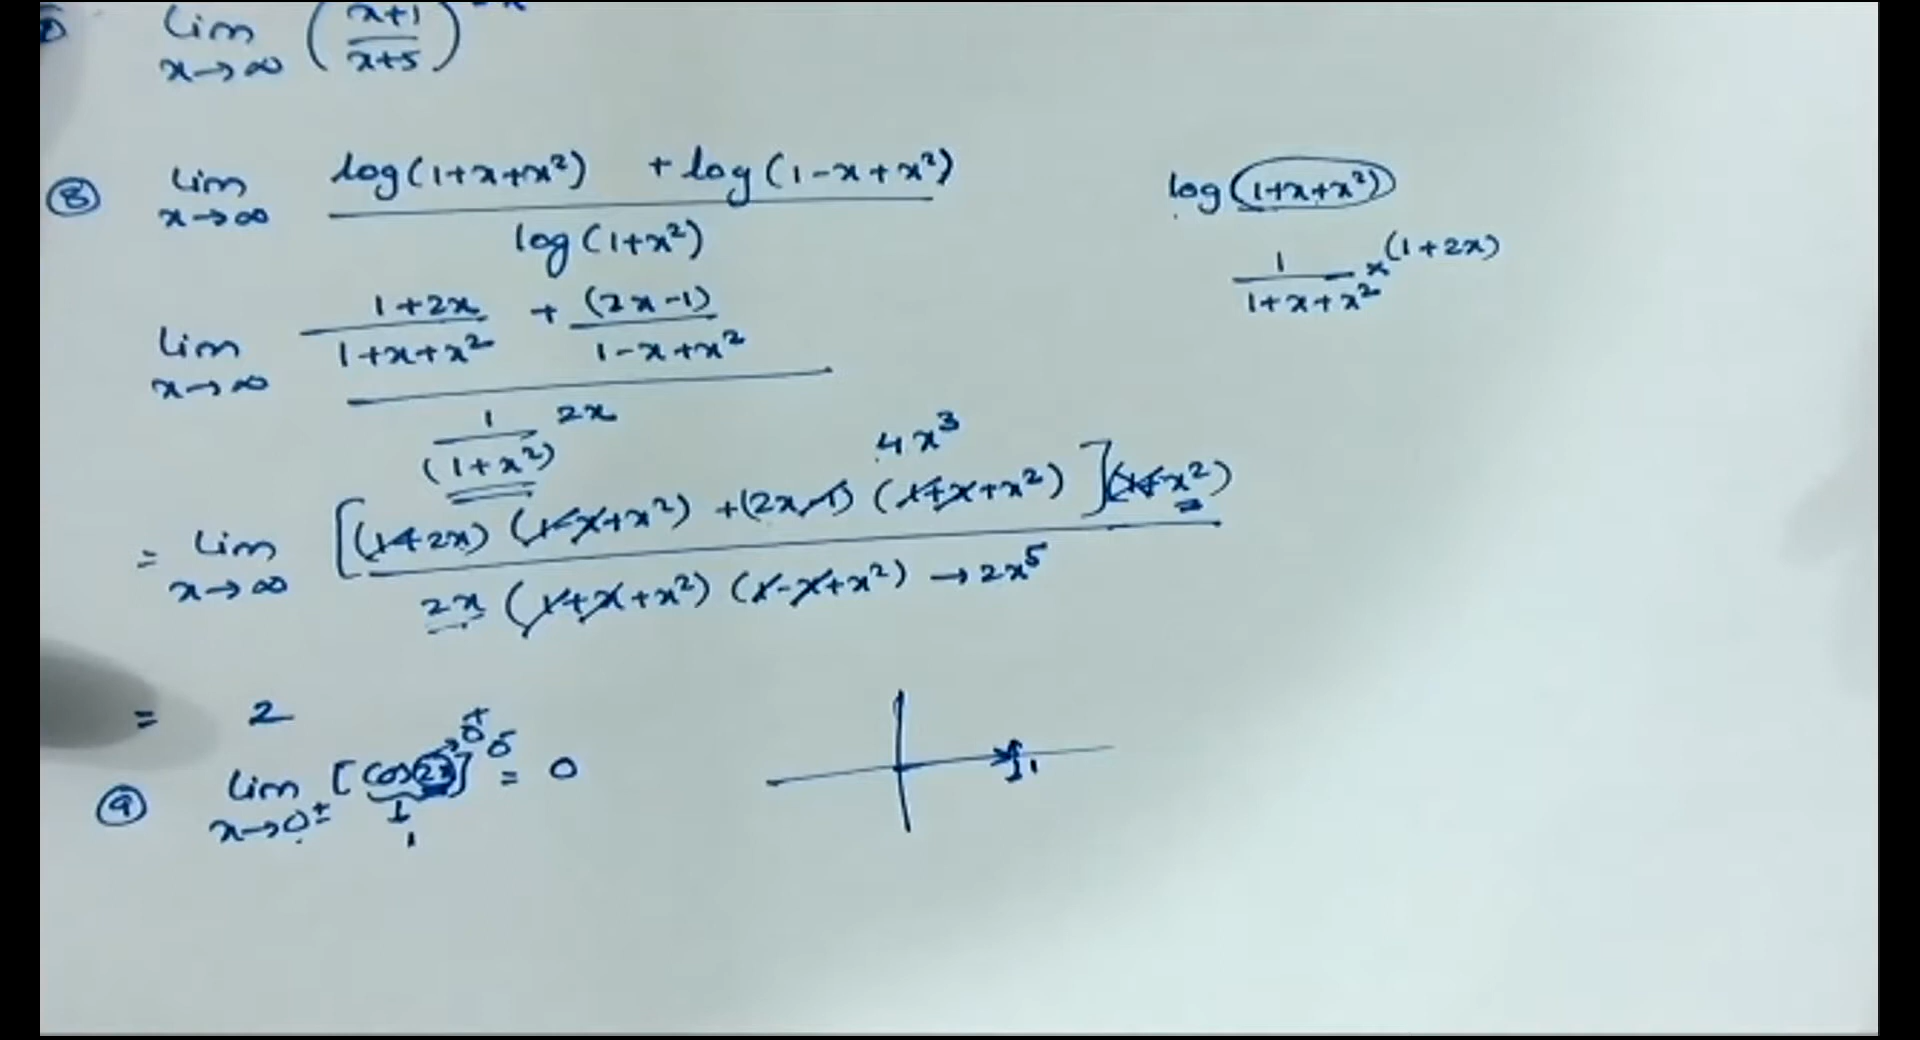 lim x→∞ (x+1/x+5)
⑧ lim x→∞ log(1+x+x²) + log(1-x+x²) / log(1+x²)
log(1+x+x²)
1/1+x+x² × (1+2x)
lim x→∞ 1+2x/1+x+x² + (2x-1)/1-x+x² / 1/(1+x²) 2x
4x³
= lim x→∞ [(1+2x)(1-x+x²) + (2x-1)(1+x+x²)](1+x²) / 2x(1+x+x²)(1-x+x²) → 2x⁵
= 2
⑨ lim x→0± [cos2x] = 0
1